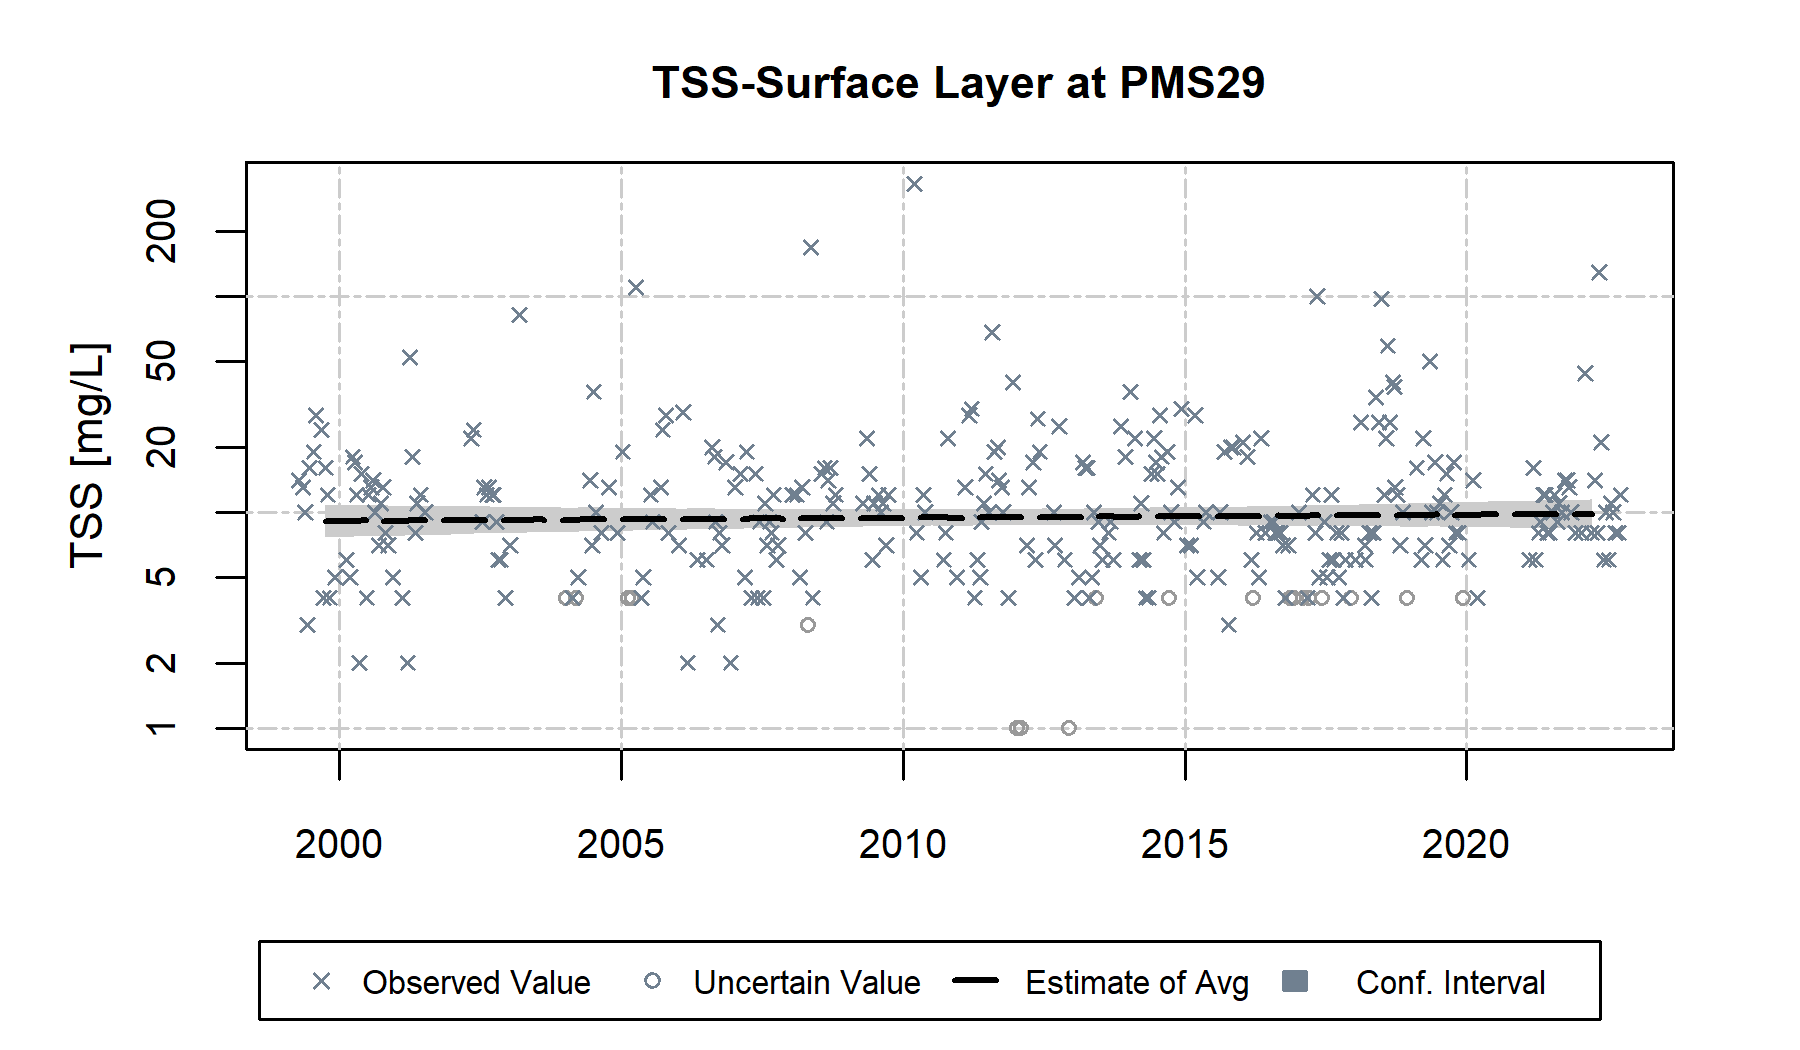 TSS-Surface Layer at PMS29
TSS [mg/L]
200
50
20
5
2
1
2000 2005 2010 2015 2020
Observed Value Uncertain Value Estimate of Avg Conf. Interval